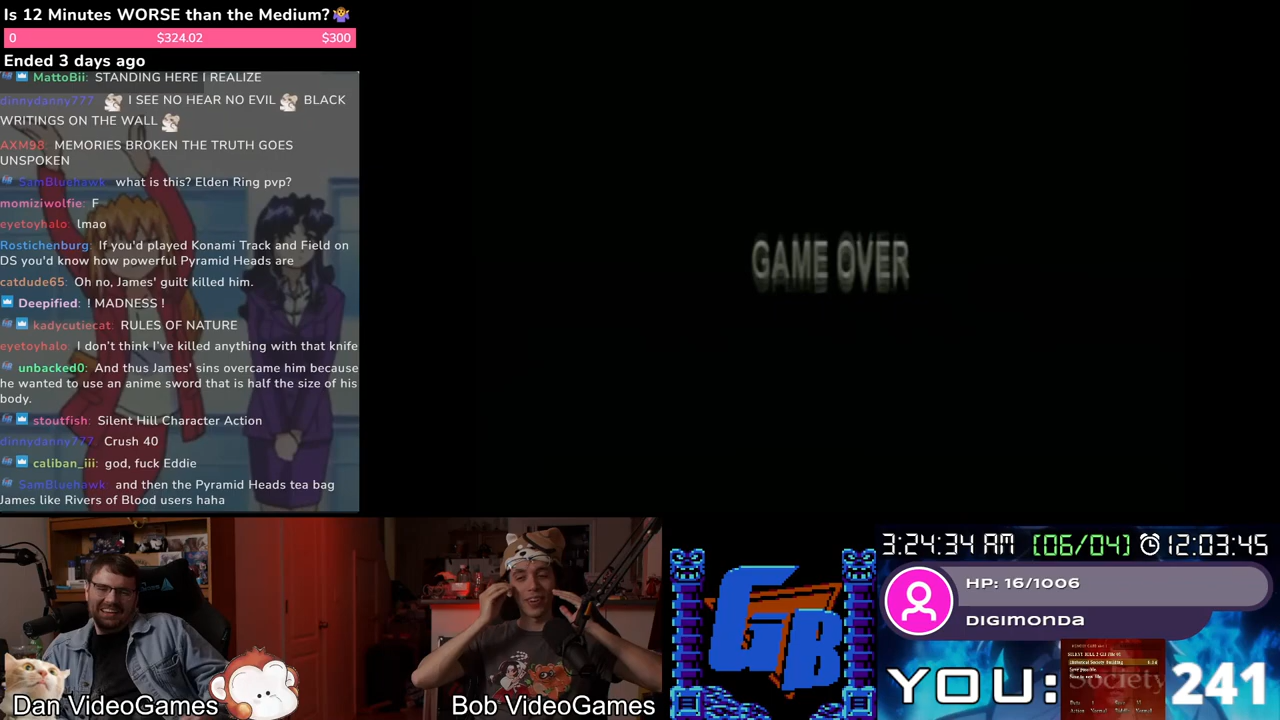 Is 12 Minutes WORSE than the Medium?🤷‍♀️
0 $324.02 $300
Ended 3 days ago
MattoBii: STANDING HERE I REALIZE
dinnydanny777 I SEE NO HEAR NO EVIL BLACK
WRITINGS ON THE WALL
AXM98: MEMORIES BROKEN THE TRUTH GOES
UNSPOKEN
SamBluehawk: what is this? Elden Ring pvp?
momiziwolfie: F
eyetoyhalo: lmao
Rostichenburg: If you'd played Konami Track and Field on
DS you'd know how powerful Pyramid Heads are
catdude65: Oh no, James' guilt killed him.
Deepified: ! MADNESS !
kadycutiecat: RULES OF NATURE
eyetoyhalo: I don't think I've killed anything with that knife
unbacked0: And thus James' sins overcame him because
he wanted to use an anime sword that is half the size of his
body.
stoutfish: Silent Hill Character Action
dinnydanny777: Crush 40
caliban_iii: god, fuck Eddie
SamBluehawk: and then the Pyramid Heads tea bag
James like Rivers of Blood users haha
GAME OVER
Dan VideoGames
Bob VideoGames
GB
3:24:34 AM [06/04] 12:03:45
HP: 16/1006
DIGIMONDA
YOU: Society 241